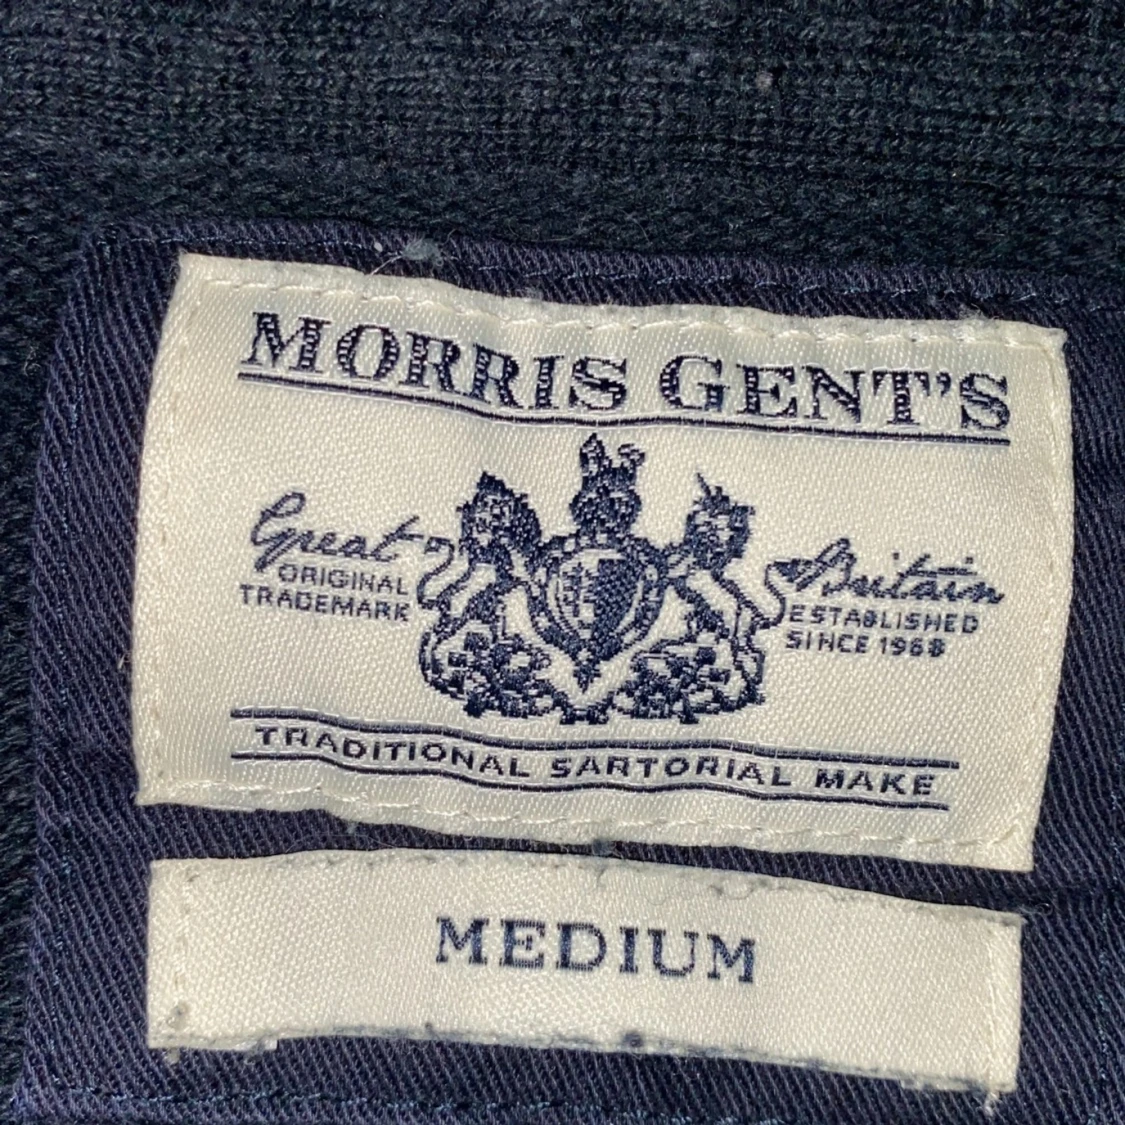 MORRIS GENT'S
Great Britain
ORIGINAL
TRADEMARK
ESTABLISHED
SINCE 1968
TRADITIONAL SARTORIAL MAKE
MEDIUM